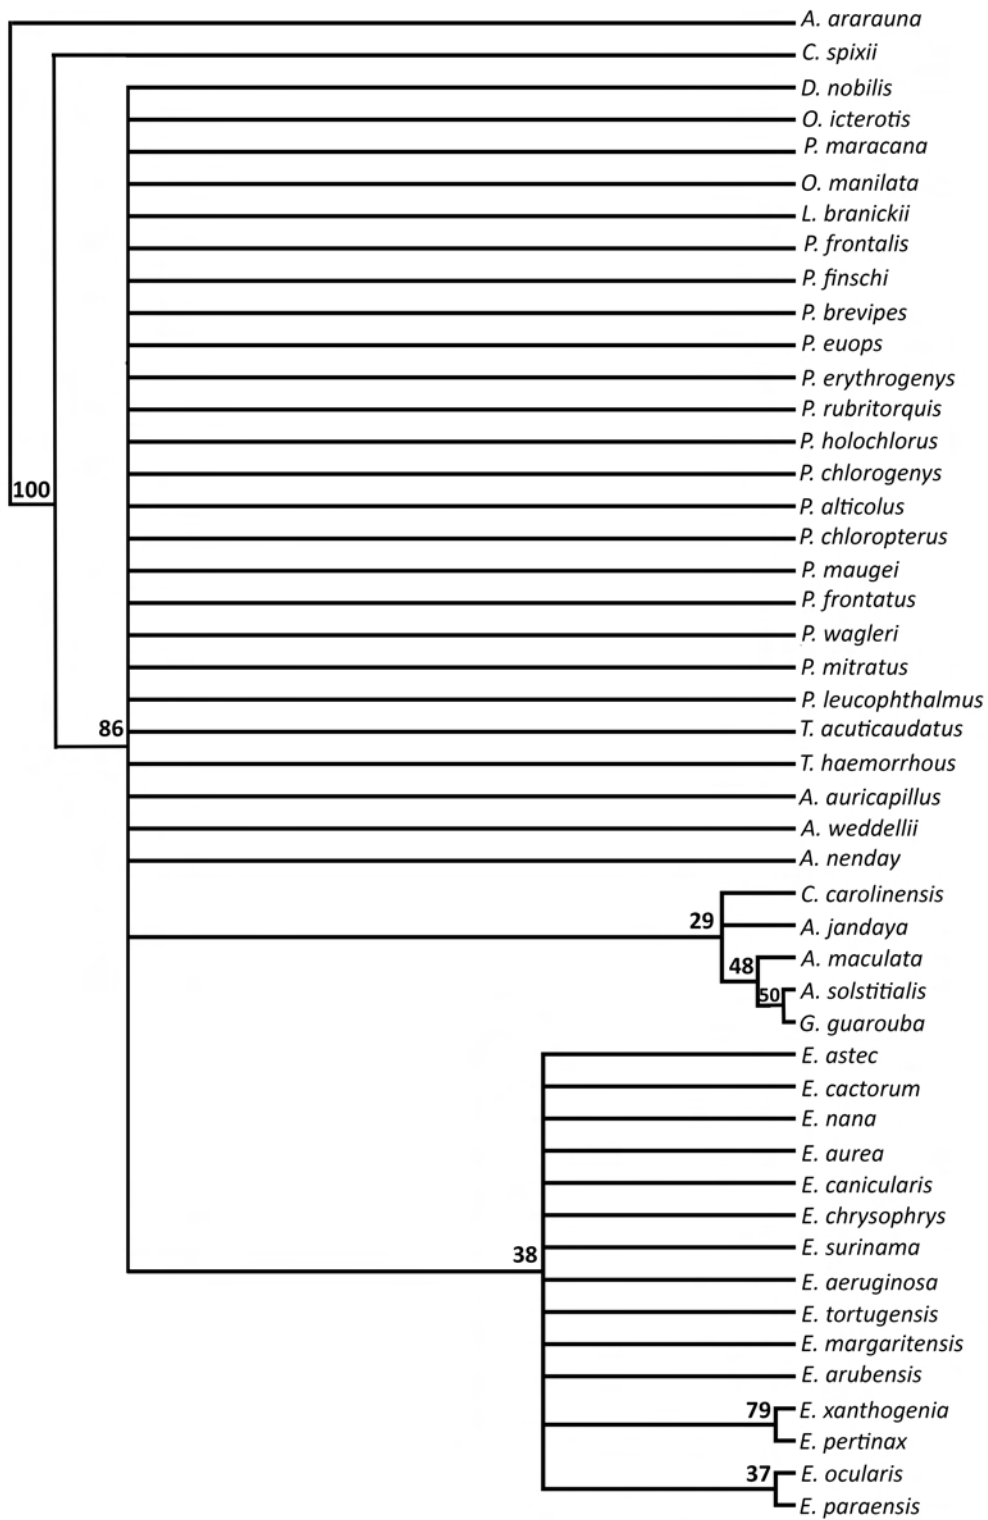 A. ararauna
C. spixii
D. nobilis
O. icterotis
P. maracana
O. manilata
L. branickii
P. frontalis
P. finschi
P. brevipes
P. euops
P. erythrogenys
P. rubritorquis
P. holochlorus
P. chlorogenys
100
P. alticolus
P. chloropterus
P. maugei
P. frontatus
P. wagleri
P. mitratus
P. leucophthalmus
86
T. acuticaudatus
T. haemorrhous
A. auricapillus
A. weddellii
A. nenday
C. carolinensis
29
A. jandaya
A. maculata
48
A. solstitialis
50
G. guarouba
E. astec
E. cactorum
E. nana
E. aurea
E. canicularis
E. chrysophrys
E. surinama
38
E. aeruginosa
E. tortugensis
E. margaritensis
E. arubensis
79
E. xanthogenia
E. pertinax
37
E. ocularis
E. paraensis